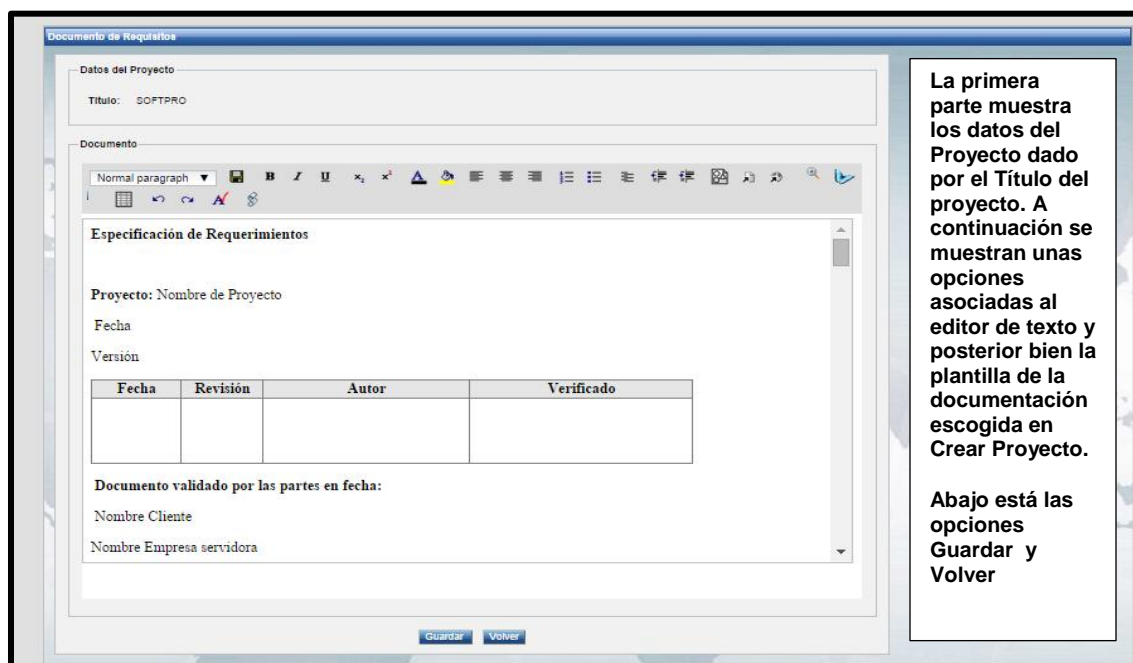 Documento de Requisitos
Datos del Proyecto
Título: SOFTPRO
Documento
Normal paragraph
Especificación de Requerimientos
Proyecto: Nombre de Proyecto
Fecha
Versión
Fecha Revisión Autor Verificado
Documento validado por las partes en fecha:
Nombre Cliente
Nombre Empresa servidora
Guardar Volver
La primera
parte muestra
los datos del
Proyecto dado
por el Título del
proyecto. A
continuación se
muestran unas
opciones
asociadas al
editor de texto y
posterior bien la
plantilla de la
documentación
escogida en
Crear Proyecto.
Abajo está las
opciones
Guardar y
Volver